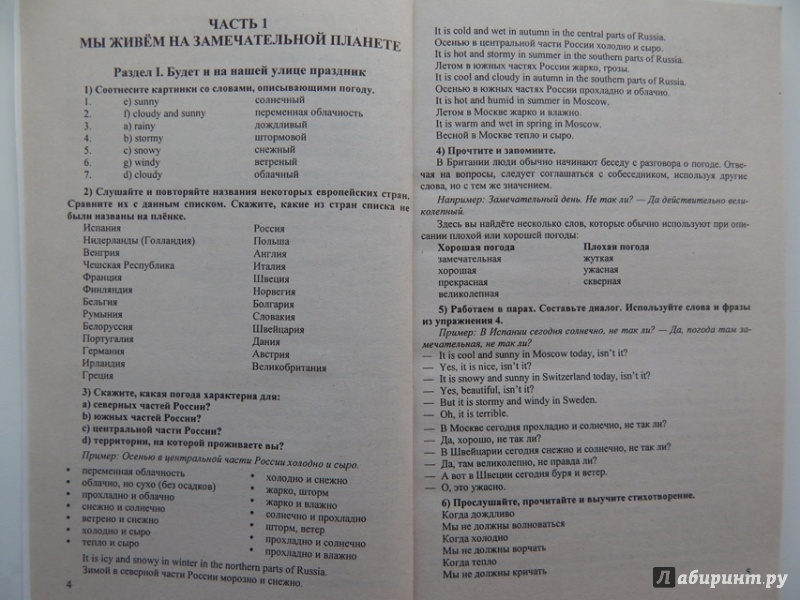 ЧАСТЬ 1
МЫ ЖИВЁМ НА ЗАМЕЧАТЕЛЬНОЙ ПЛАНЕТЕ
Раздел I. Будет и на нашей улице праздник
1) Соотнесите картинки со словами, описывающими погоду.
1. e) sunny солнечный
2. f) cloudy and sunny переменная облачность
3. a) rainy дождливый
4. b) stormy штормовой
5. c) snowy снежный
6. g) windy ветреный
7. d) cloudy облачный
2) Слушайте и повторяйте названия некоторых европейских стран.
Сравните их с данным списком. Скажите, какие из стран списка не
были названы на плёнке.
Испания Россия
Нидерланды (Голландия) Польша
Венгрия Англия
Чешская Республика Италия
Франция Швеция
Финляндия Норвегия
Бельгия Болгария
Румыния Словакия
Белоруссия Швейцария
Португалия Дания
Германия Австрия
Ирландия Великобритания
Греция
3) Скажите, какая погода характерна для:
a) северных частей России?
b) южных частей России?
c) центральной части России?
d) территории, на которой проживаете вы?
Пример: Осенью в центральной части России холодно и сыро.
• переменная облачность
• облачно, но сухо (без осадков)
• прохладно и облачно
• снежно и солнечно
• ветрено и снежно
• холодно и сыро
• тепло и сыро
• холодно и снежно
• жарко, шторм
• жарко и влажно
• солнечно и прохладно
• шторм, ветер
• прохладно и солнечно
• прохладно и влажно
It is icy and snowy in winter in the northern parts of Russia.
Зимой в северной части России морозно и снежно.
4
It is cold and wet in autumn in the central parts of Russia.
Осенью в центральной части России холодно и сыро.
It is hot and stormy in summer in the southern parts of Russia.
Летом в южных частях России жарко, грозы.
It is cool and cloudy in autumn in the southern parts of Russia.
Осенью в южных частях России прохладно и облачно.
It is hot and humid in summer in Moscow.
Летом в Москве жарко и влажно.
It is warm and wet in spring in Moscow.
Весной в Москве тепло и сыро.
4) Прочтите и запомните.
В Британии люди обычно начинают беседу с разговора о погоде. Отве-
чая на вопросы, следует соглашаться с собеседником, используя другие
слова, но с тем же значением.
Например: Замечательный день. Не так ли? — Да действительно вели-
колепный.
Здесь вы найдёте несколько слов, которые обычно используют при опи-
сании плохой или хорошей погоды:
Хорошая погода Плохая погода
замечательная жуткая
хорошая ужасная
прекрасная скверная
великолепная
5) Работаем в парах. Составьте диалог. Используйте слова и фразы
из упражнения 4.
Пример: В Испании сегодня солнечно, не так ли? — Да, погода там за-
мечательная, не так ли?
— It is cool and sunny in Moscow today, isn't it?
— Yes, it is nice, isn't it?
— It is snowy and sunny in Switzerland today, isn't it?
— Yes, beautiful, isn't it?
— But it is stormy and windy in Sweden.
— Oh, it is terrible.
— В Москве сегодня прохладно и солнечно, не так ли?
— Да, хорошо, не так ли?
— В Швейцарии сегодня снежно и солнечно, не так ли?
— Да, там великолепно, не правда ли?
— А вот в Швеции сегодня буря и ветер.
— О, это ужасно.
6) Прослушайте, прочитайте и выучите стихотворение.
Когда дождливо
Мы не должны волноваться
Когда холодно
Мы не должны ворчать
Когда тепло
Мы не должны кричать
5
Лабиринт.ру